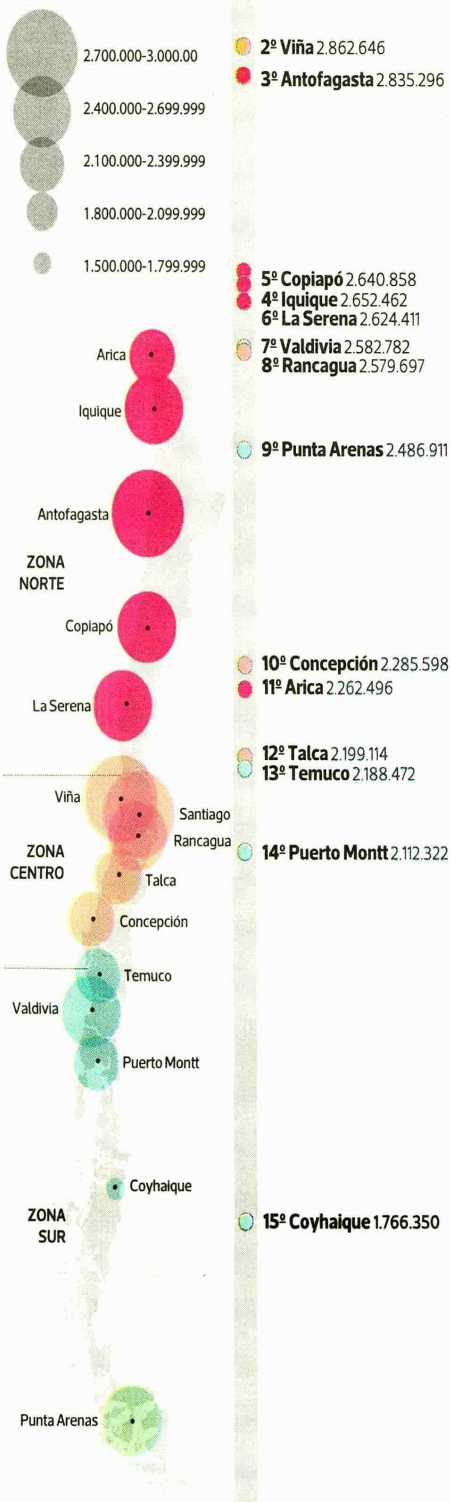 2.700.000-3.000.00
2.400.000-2.699.999
2.100.000-2.399.999
1.800.000-2.099.999
1.500.000-1.799.999
2º Viña 2.862.646
3º Antofagasta 2.835.296
5º Copiapó 2.640.858
4º Iquique 2.652.462
6º La Serena 2.624.411
7º Valdivia 2.582.782
8º Rancagua 2.579.697
9º Punta Arenas 2.486.911
10º Concepción 2.285.598
11º Arica 2.262.496
12º Talca 2.199.114
13º Temuco 2.188.472
14º Puerto Montt 2.112.322
15º Coyhaique 1.766.350
Arica
Iquique
Antofagasta
ZONA
NORTE
Copiapó
La Serena
Viña
Santiago
Rancagua
ZONA
CENTRO
Talca
Concepción
Temuco
Valdivia
Puerto Montt
Coyhaique
ZONA
SUR
Punta Arenas